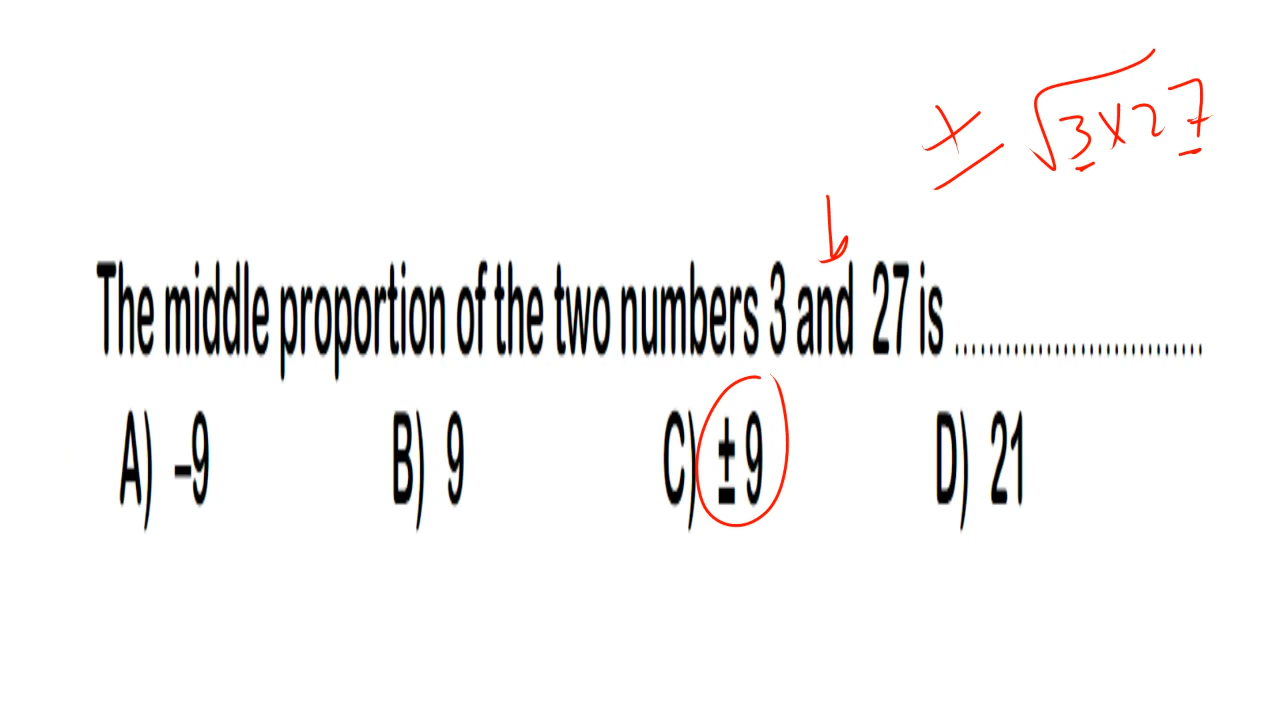 ± √3×27
b
The middle proportion of the two numbers 3 and 27 is ..............................
A) –9 B) 9 C) ± 9 D) 21